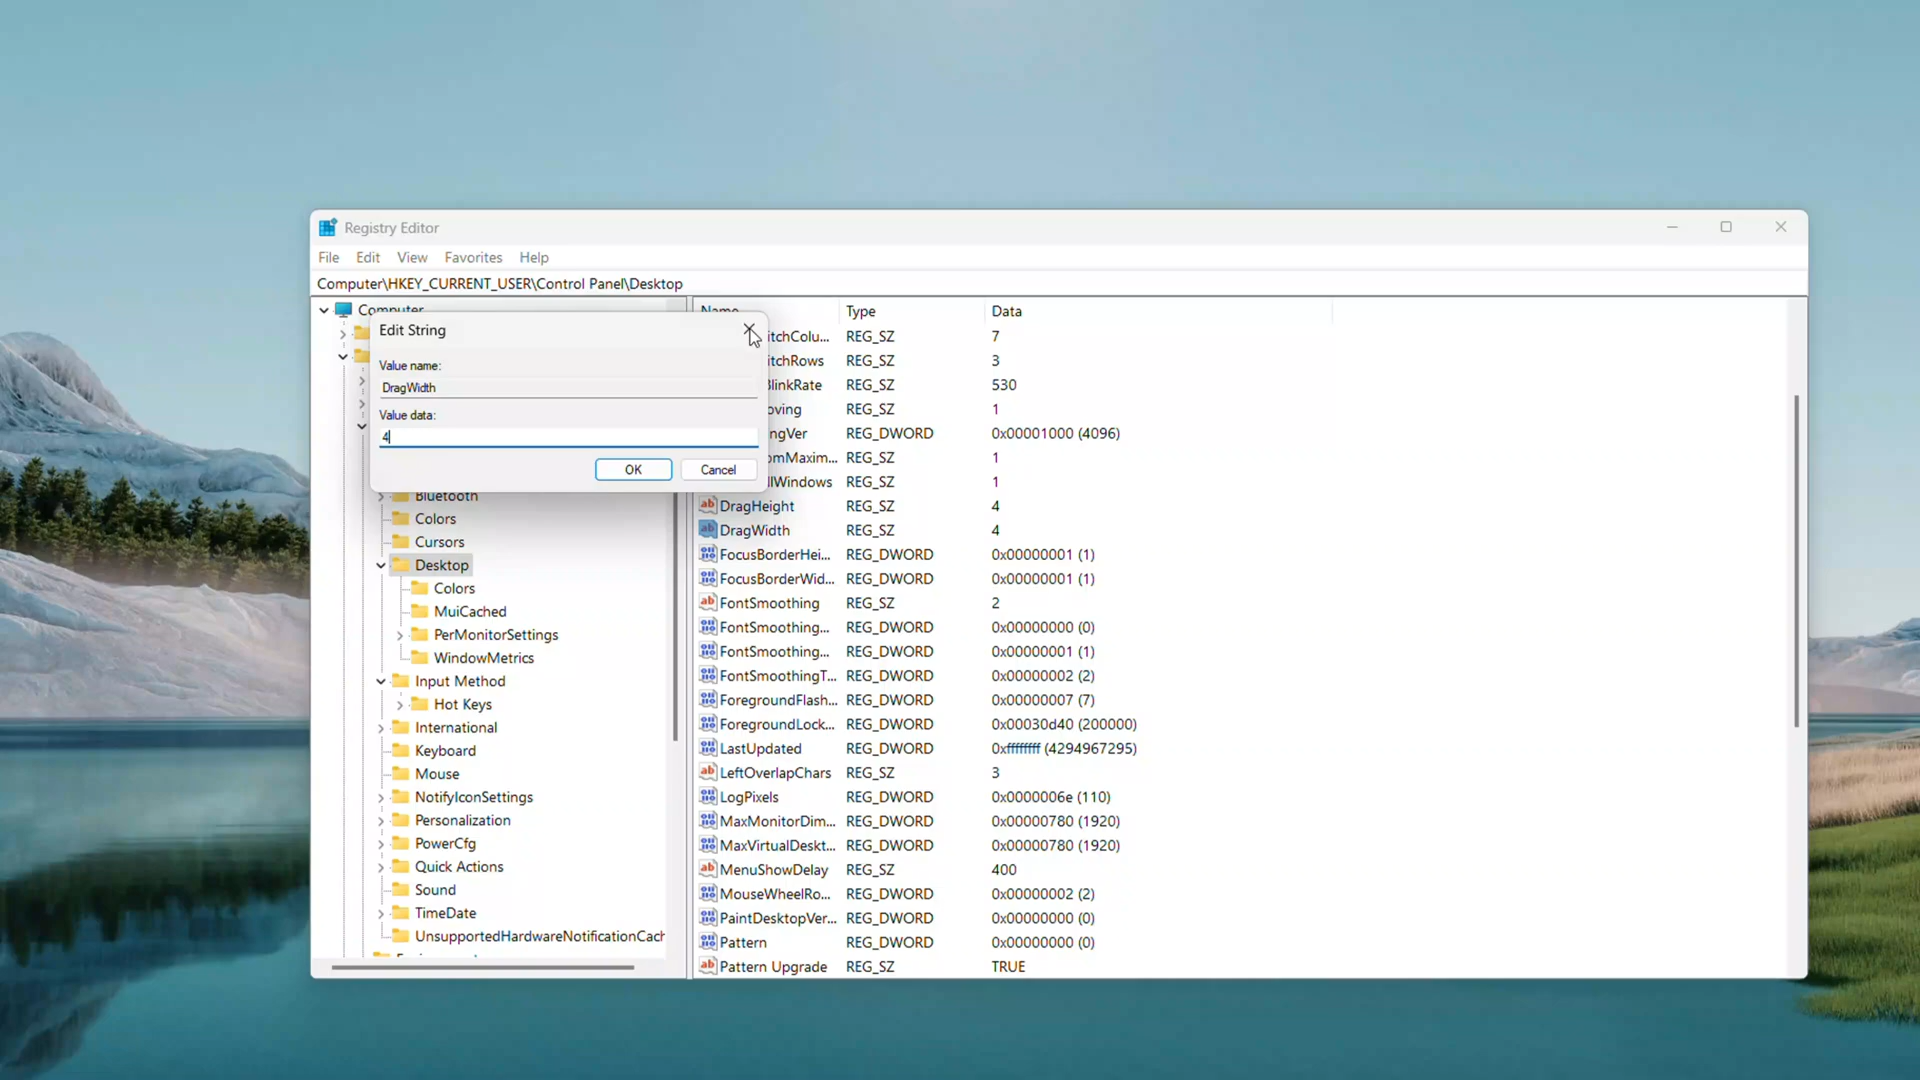 Registry Editor
File Edit View Favorites Help
Computer\HKEY_CURRENT_USER\Control Panel\Desktop
Computer
Edit String
Value name:
DragWidth
Value data:
4
OK Cancel
Bluetooth
Colors
Cursors
Desktop
Colors
MuiCached
PerMonitorSettings
WindowMetrics
Input Method
Hot Keys
International
Keyboard
Mouse
NotifyIconSettings
Personalization
PowerCfg
Quick Actions
Sound
TimeDate
UnsupportedHardwareNotificationCach
Name Type Data
itchColu... REG_SZ 7
itchRows REG_SZ 3
BlinkRate REG_SZ 530
oving REG_SZ 1
ngVer REG_DWORD 0x00001000 (4096)
omMaxim... REG_SZ 1
llWindows REG_SZ 1
DragHeight REG_SZ 4
DragWidth REG_SZ 4
FocusBorderHei... REG_DWORD 0x00000001 (1)
FocusBorderWid... REG_DWORD 0x00000001 (1)
FontSmoothing REG_SZ 2
FontSmoothing... REG_DWORD 0x00000000 (0)
FontSmoothing... REG_DWORD 0x00000001 (1)
FontSmoothingT... REG_DWORD 0x00000002 (2)
ForegroundFlash... REG_DWORD 0x00000007 (7)
ForegroundLock... REG_DWORD 0x00030d40 (200000)
LastUpdated REG_DWORD 0xffffffff (4294967295)
LeftOverlapChars REG_SZ 3
LogPixels REG_DWORD 0x0000006e (110)
MaxMonitorDim... REG_DWORD 0x00000780 (1920)
MaxVirtualDeskt... REG_DWORD 0x00000780 (1920)
MenuShowDelay REG_SZ 400
MouseWheelRo... REG_DWORD 0x00000002 (2)
PaintDesktopVer... REG_DWORD 0x00000000 (0)
Pattern REG_DWORD 0x00000000 (0)
Pattern Upgrade REG_SZ TRUE